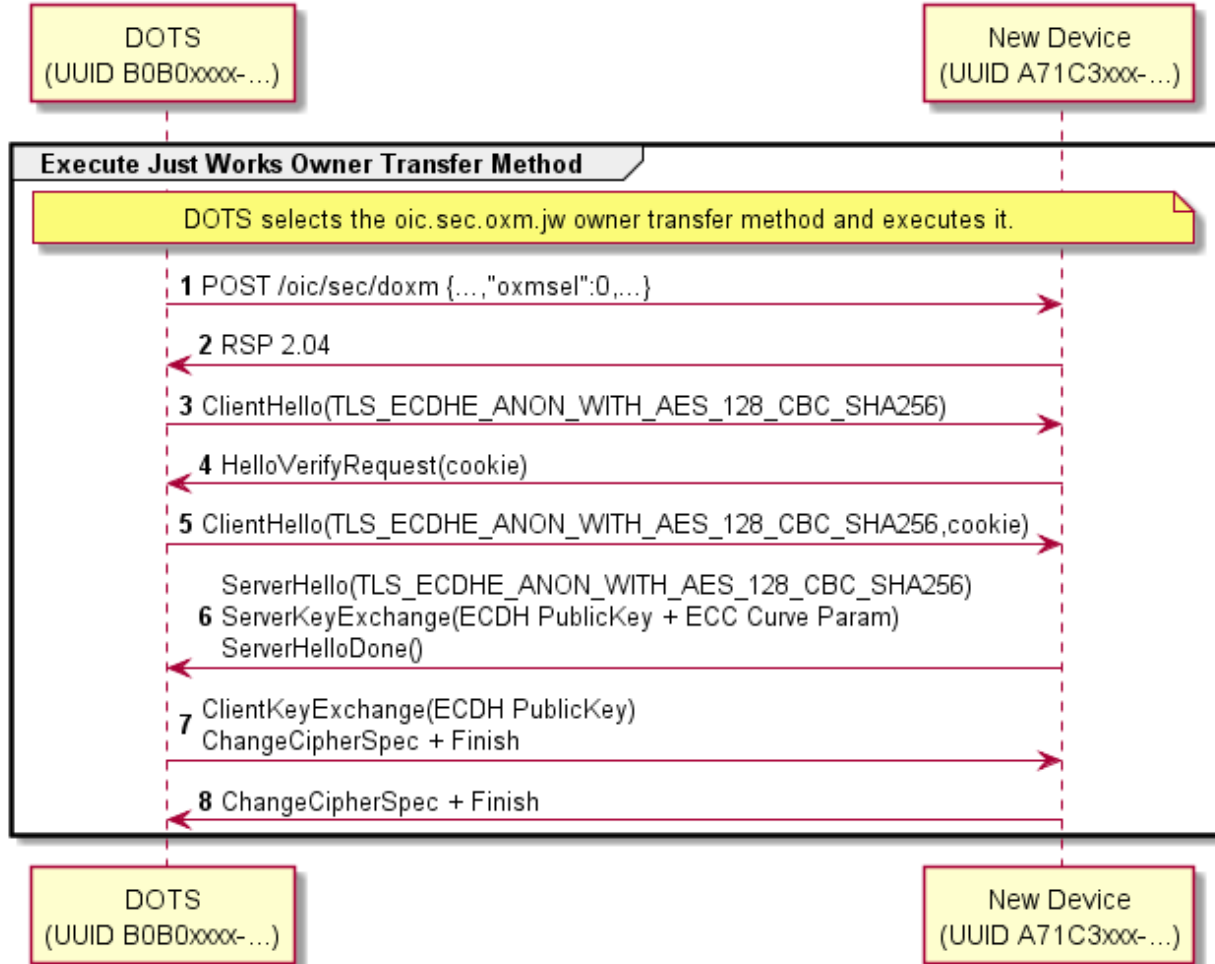 DOTS
(UUID B0B0xxxx-...)
New Device
(UUID A71C3xxx-...)
Execute Just Works Owner Transfer Method
DOTS selects the oic.sec.oxm.jw owner transfer method and executes it.
1 POST /oic/sec/doxm {...,"oxmsel":0,...}
2 RSP 2.04
3 ClientHello(TLS_ECDHE_ANON_WITH_AES_128_CBC_SHA256)
4 HelloVerifyRequest(cookie)
5 ClientHello(TLS_ECDHE_ANON_WITH_AES_128_CBC_SHA256,cookie)
ServerHello(TLS_ECDHE_ANON_WITH_AES_128_CBC_SHA256)
6 ServerKeyExchange(ECDH PublicKey + ECC Curve Param)
ServerHelloDone()
7 ClientKeyExchange(ECDH PublicKey)
ChangeCipherSpec + Finish
8 ChangeCipherSpec + Finish
DOTS
(UUID B0B0xxxx-...)
New Device
(UUID A71C3xxx-...)